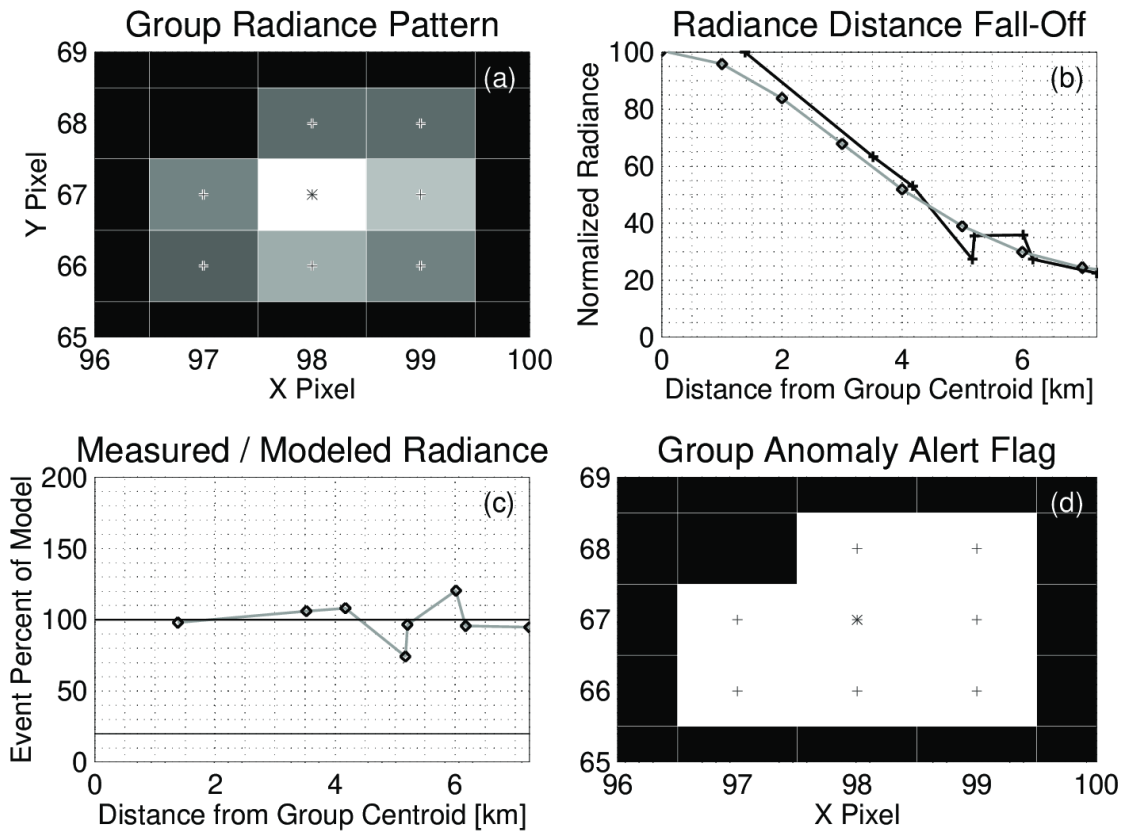 Group Radiance Pattern
(a)
69
68
67
66
65
Y Pixel
96 97 98 99 100
X Pixel
Radiance Distance Fall-Off
(b)
100
80
60
40
20
0
Normalized Radiance
0 2 4 6
Distance from Group Centroid [km]
Measured / Modeled Radiance
(c)
200
150
100
50
0
Event Percent of Model
0 2 4 6
Distance from Group Centroid [km]
Group Anomaly Alert Flag
(d)
69
68
67
66
65
96 97 98 99 100
X Pixel